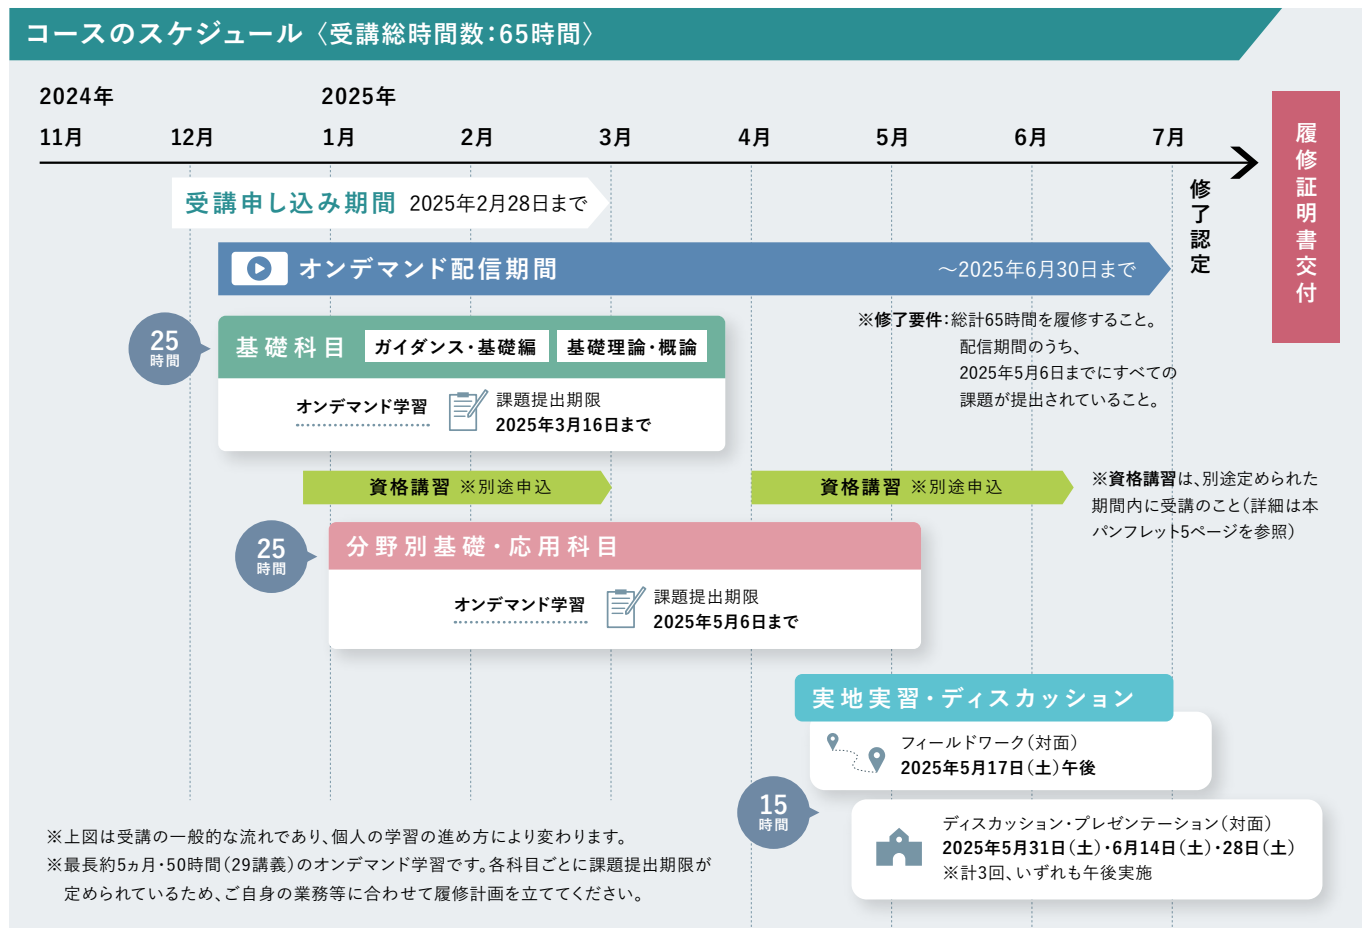 コースのスケジュール〈受講総時間数：65時間〉
2024年
2025年
11月
12月
1月
2月
3月
4月
5月
6月
7月
履修証明書交付
修了認定
受講申し込み期間 2025年2月28日まで
オンデマンド配信期間
～2025年6月30日まで
※修了要件：総計65時間を履修すること。
配信期間のうち、
2025年5月6日までにすべての
課題が提出されていること。
25
時間
基礎科目
ガイダンス・基礎編
基礎理論・概論
オンデマンド学習
課題提出期限
2025年3月16日まで
資格講習 ※別途申込
資格講習 ※別途申込
※資格講習は、別途定められた
期間内に受講のこと（詳細は本
パンフレット5ページを参照）
25
時間
分野別基礎・応用科目
オンデマンド学習
課題提出期限
2025年5月6日まで
実地実習・ディスカッション
フィールドワーク（対面）
2025年5月17日（土）午後
15
時間
ディスカッション・プレゼンテーション（対面）
2025年5月31日（土）・6月14日（土）・28日（土）
※計3回、いずれも午後実施
※上図は受講の一般的な流れであり、個人の学習の進め方により変わります。
※最長約5ヵ月・50時間（29講義）のオンデマンド学習です。各科目ごとに課題提出期限が
定められているため、ご自身の業務等に合わせて履修計画を立ててください。